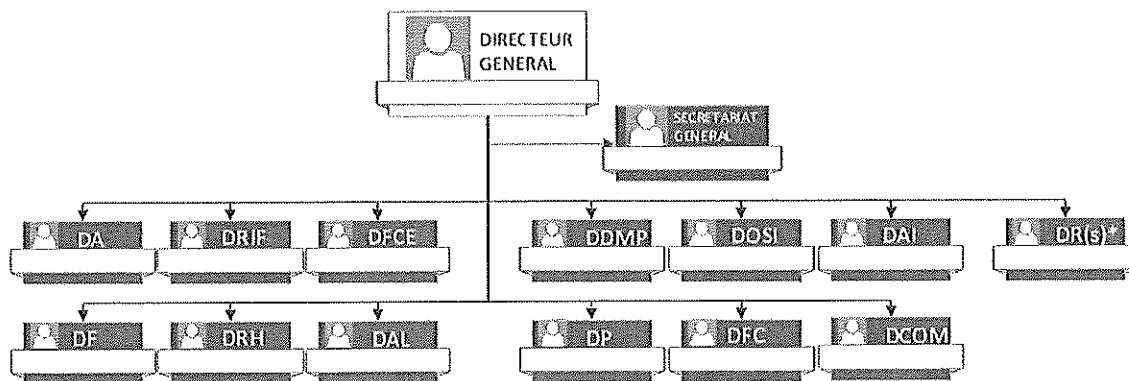 DIRECTEUR
GENERAL
SECRETARIAT
GENERAL
DA
DRIF
DFCE
DDMP
DOSI
DAI
DR(s)*
DF
DRH
DAL
DP
DFC
DCOM